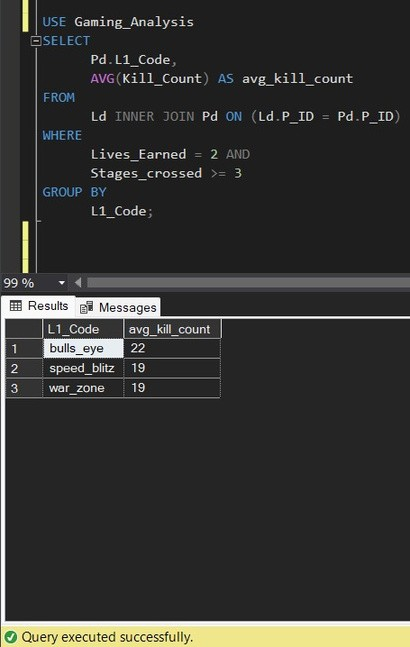 USE Gaming_Analysis
SELECT
Pd.L1_Code,
AVG(Kill_Count) AS avg_kill_count
FROM
Ld INNER JOIN Pd ON (Ld.P_ID = Pd.P_ID)
WHERE
Lives_Earned = 2 AND
Stages_crossed >= 3
GROUP BY
L1_Code;
99 %
Results Messages
L1_Code avg_kill_count
1 bulls_eye 22
2 speed_blitz 19
3 war_zone 19
Query executed successfully.